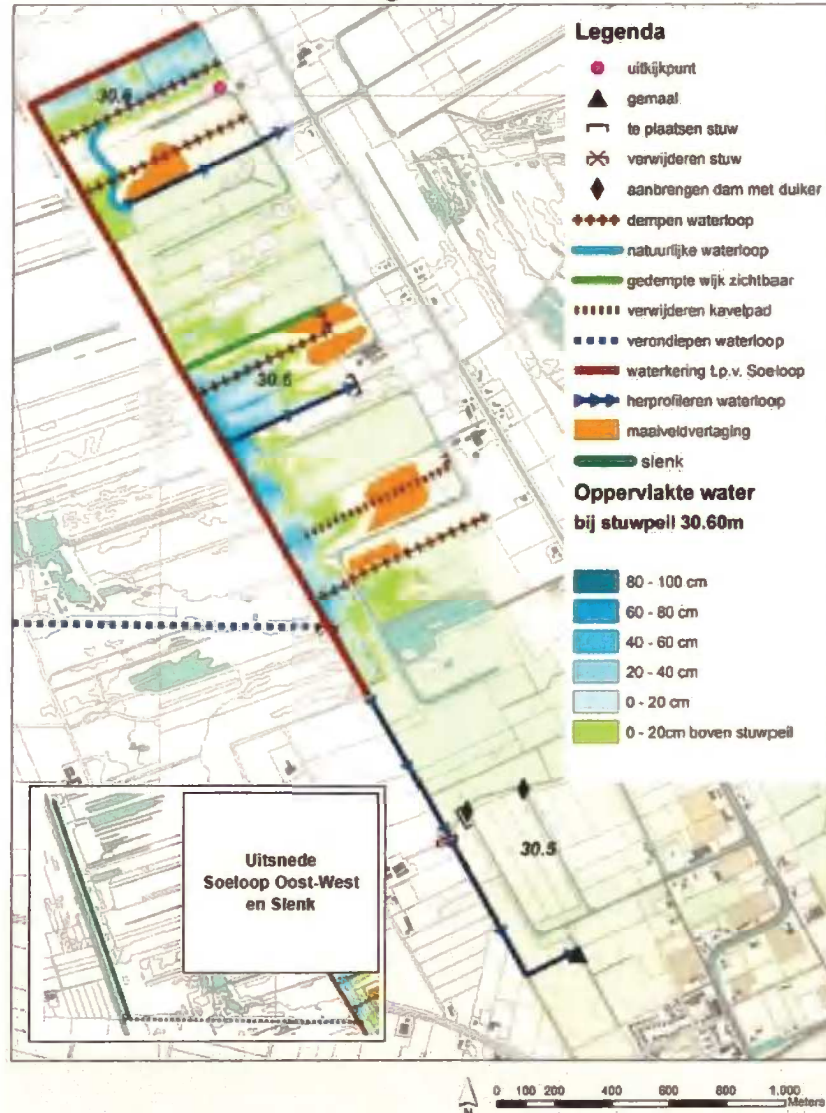 Legenda
uitkijkpunt
gemaal
te plaatsen stuw
verwijderen stuw
aanbrengen dam met duiker
dempen waterloop
natuurlijke waterloop
gedempte wijk zichtbaar
verwijderen kavelpad
verondiepen waterloop
waterkering t.p.v. Soeloop
herprofileren waterloop
maaiveldverlaging
slenk
Oppervlakte water
bij stuwpeil 30.60m
80 - 100 cm
60 - 80 cm
40 - 60 cm
20 - 40 cm
0 - 20 cm
0 - 20cm boven stuwpeil
30.6
30.5
30.5
Uitsnede
Soeloop Oost-West
en Slenk
N
0 100 200 400 600 800 1.000
Meters